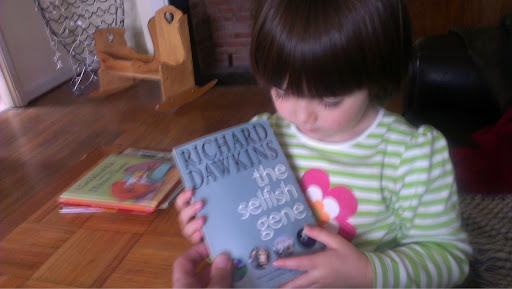 RICHARD
DAWKINS
the
selfish
gene